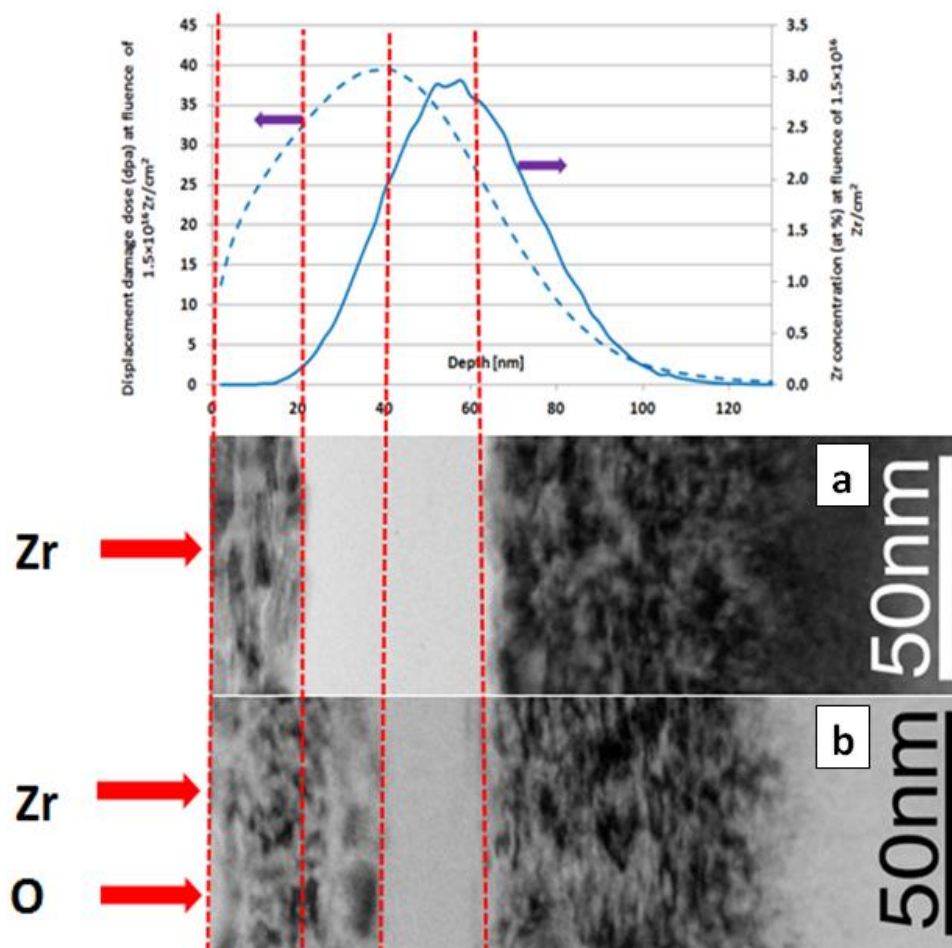 Displacement damage dose (dpa) at fluence of
1.5×10¹⁶ Zr/cm²
45
40
35
30
25
20
15
10
5
0
3.5
3.0
2.5
2.0
1.5
1.0
0.5
0.0
Zr concentration (at %) at fluence of 1.5×10¹⁶
Zr/cm²
Depth [nm]
0 20 40 60 80 100 120
a
Zr
50nm
b
Zr
O
50nm